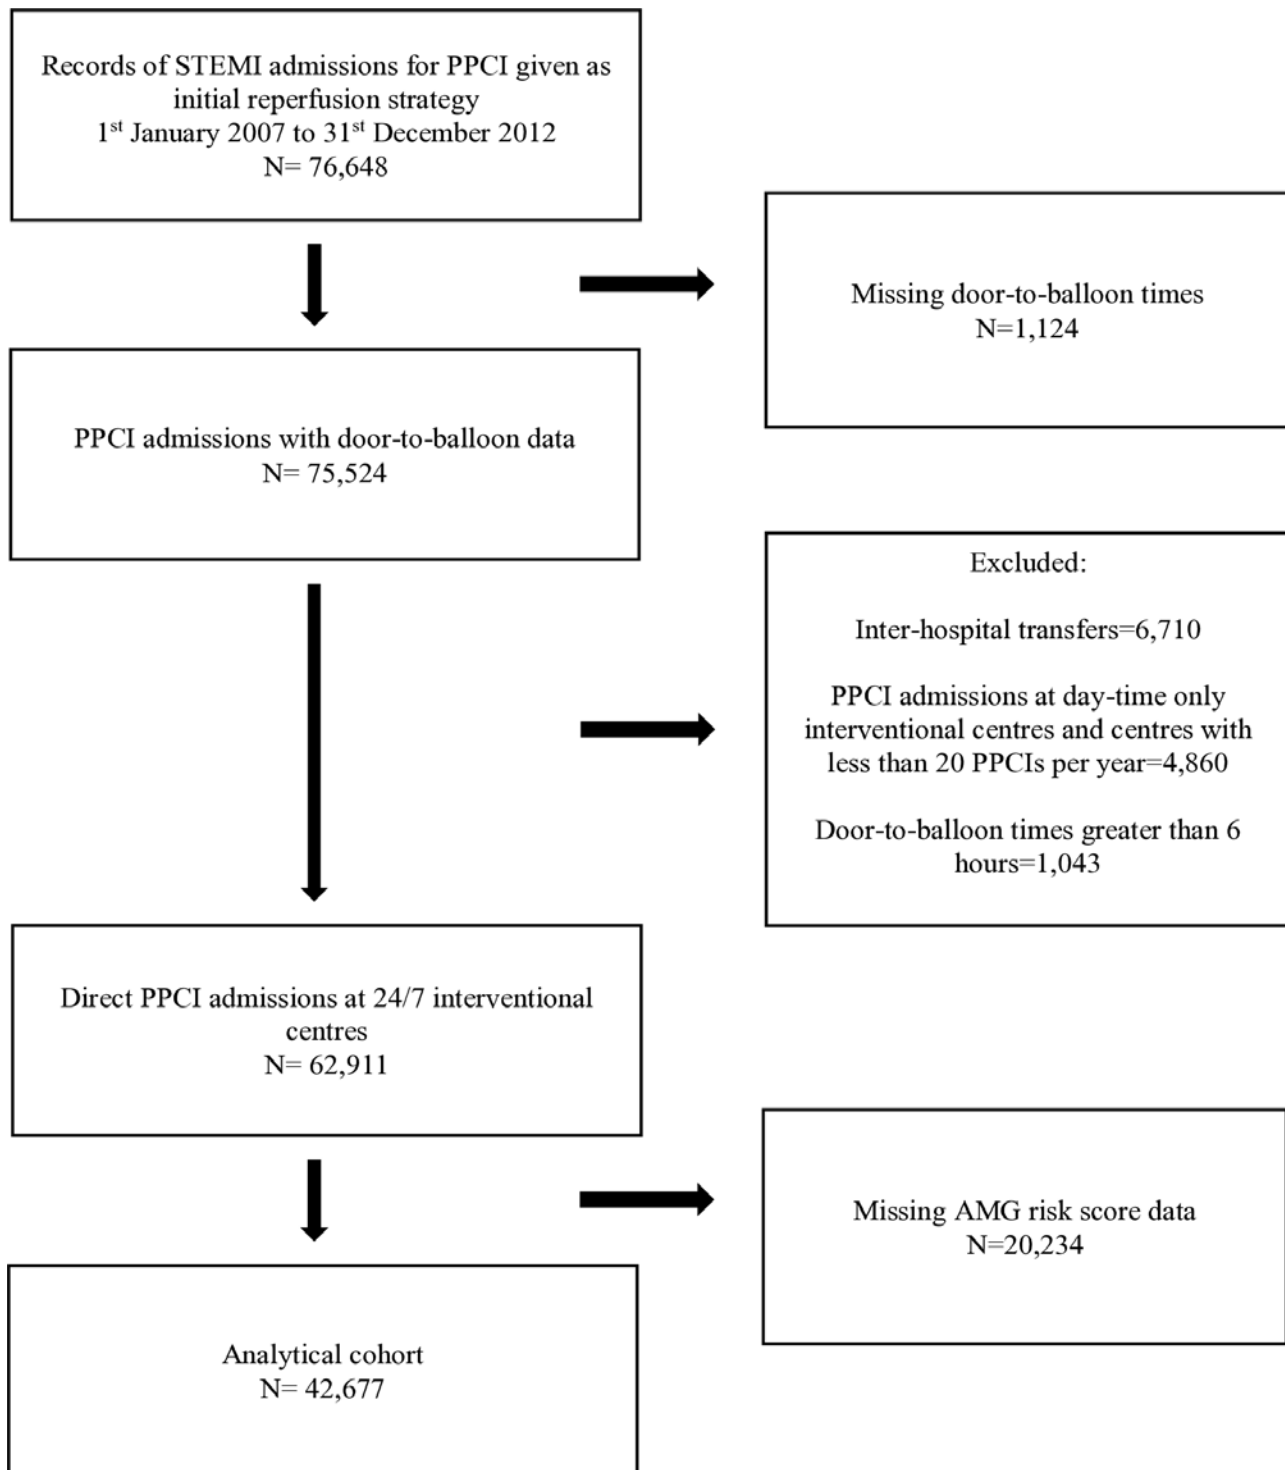 Records of STEMI admissions for PPCI given as
initial reperfusion strategy
1st January 2007 to 31st December 2012
N= 76,648
Missing door-to-balloon times
N=1,124
PPCI admissions with door-to-balloon data
N= 75,524
Excluded:
Inter-hospital transfers=6,710
PPCI admissions at day-time only
interventional centres and centres with
less than 20 PPCIs per year=4,860
Door-to-balloon times greater than 6
hours=1,043
Direct PPCI admissions at 24/7 interventional
centres
N= 62,911
Missing AMG risk score data
N=20,234
Analytical cohort
N= 42,677